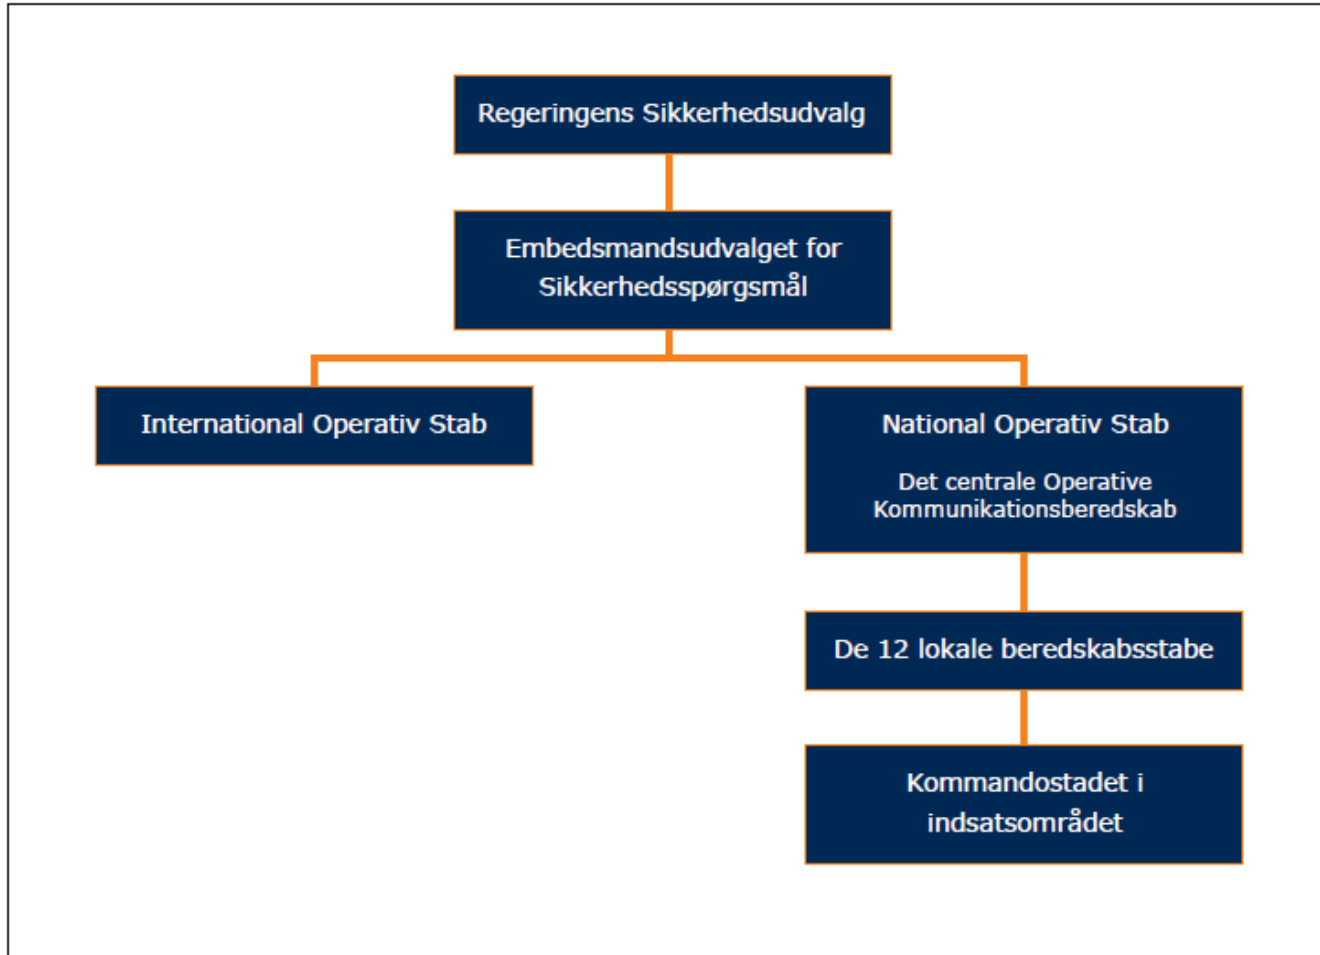 Regeringens Sikkerhedsudvalg
Embedsmandsudvalget for
Sikkerhedsspørgsmål
International Operativ Stab
National Operativ Stab
Det centrale Operative
Kommunikationsberedskab
De 12 lokale beredskabsstabe
Kommandostadet i
indsatsområdet